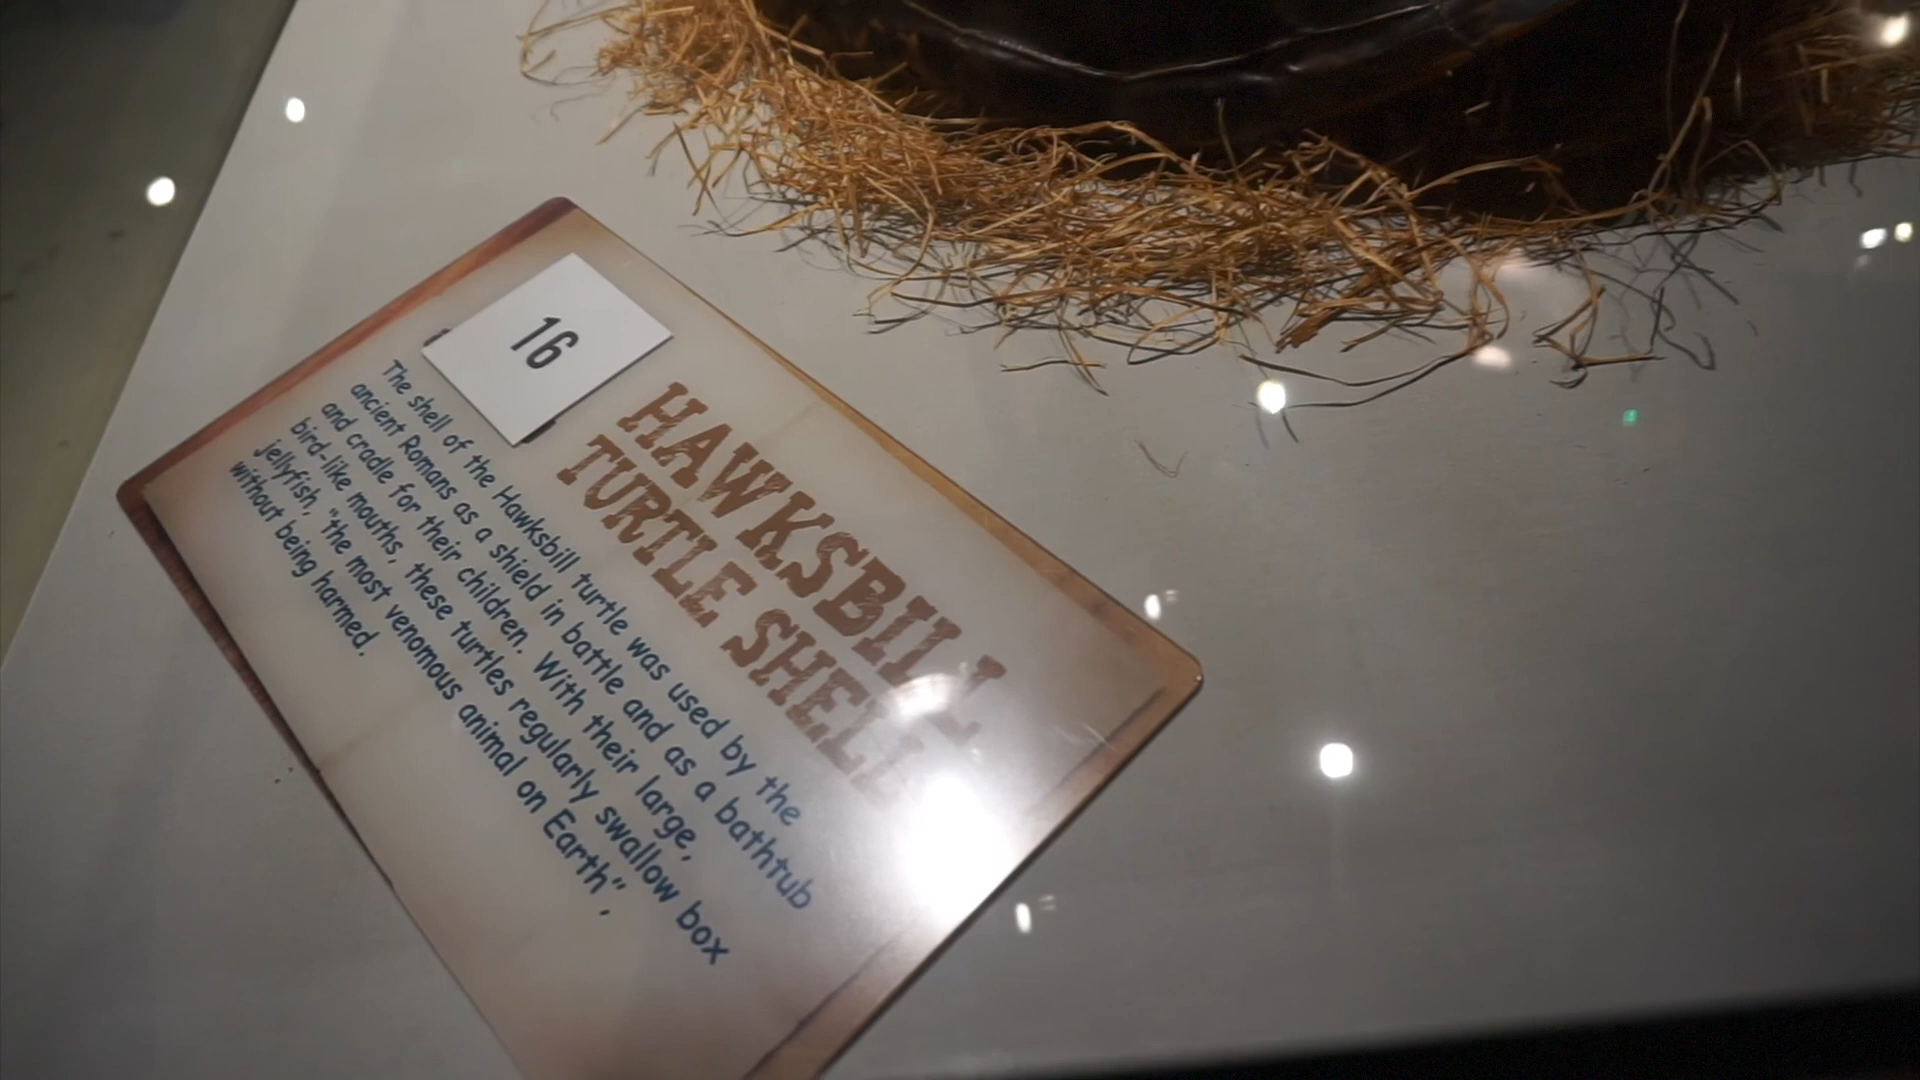 16
HAWKSBILL
TURTLE SHELL
The shell of the Hawksbill turtle was used by the
ancient Romans as a shield in battle and as a bathtub
and cradle for their children. With their large,
bird-like mouths, these turtles regularly swallow box
jellyfish, "the most venomous animal on Earth",
without being harmed.